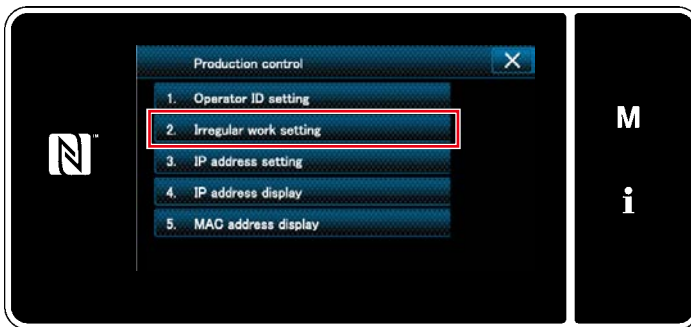 Production control
1. Operator ID setting
2. Irregular work setting
3. IP address setting
4. IP address display
5. MAC address display
M
i